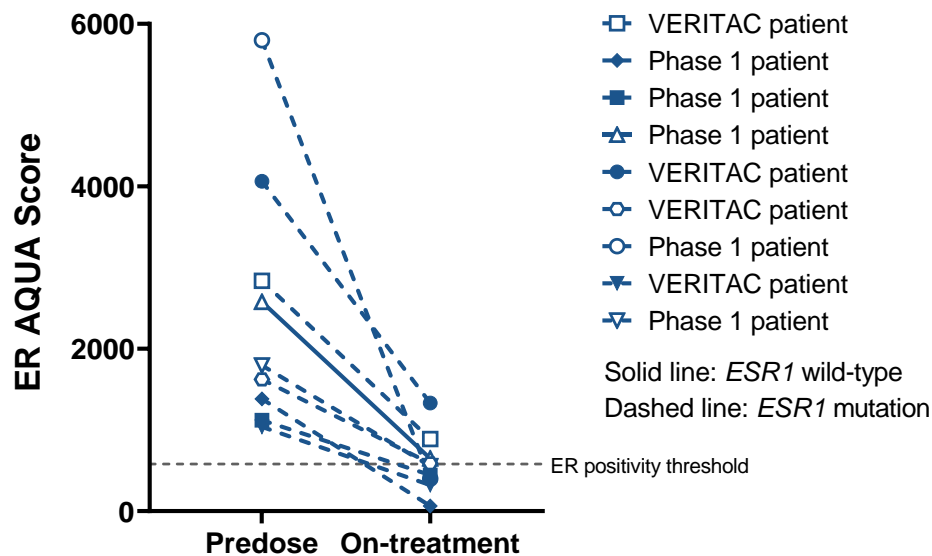 ER AQUA Score
6000
4000
2000
0
Predose On-treatment
VERITAC patient
Phase 1 patient
Phase 1 patient
Phase 1 patient
VERITAC patient
VERITAC patient
Phase 1 patient
VERITAC patient
Phase 1 patient
Solid line: ESR1 wild-type
Dashed line: ESR1 mutation
ER positivity threshold